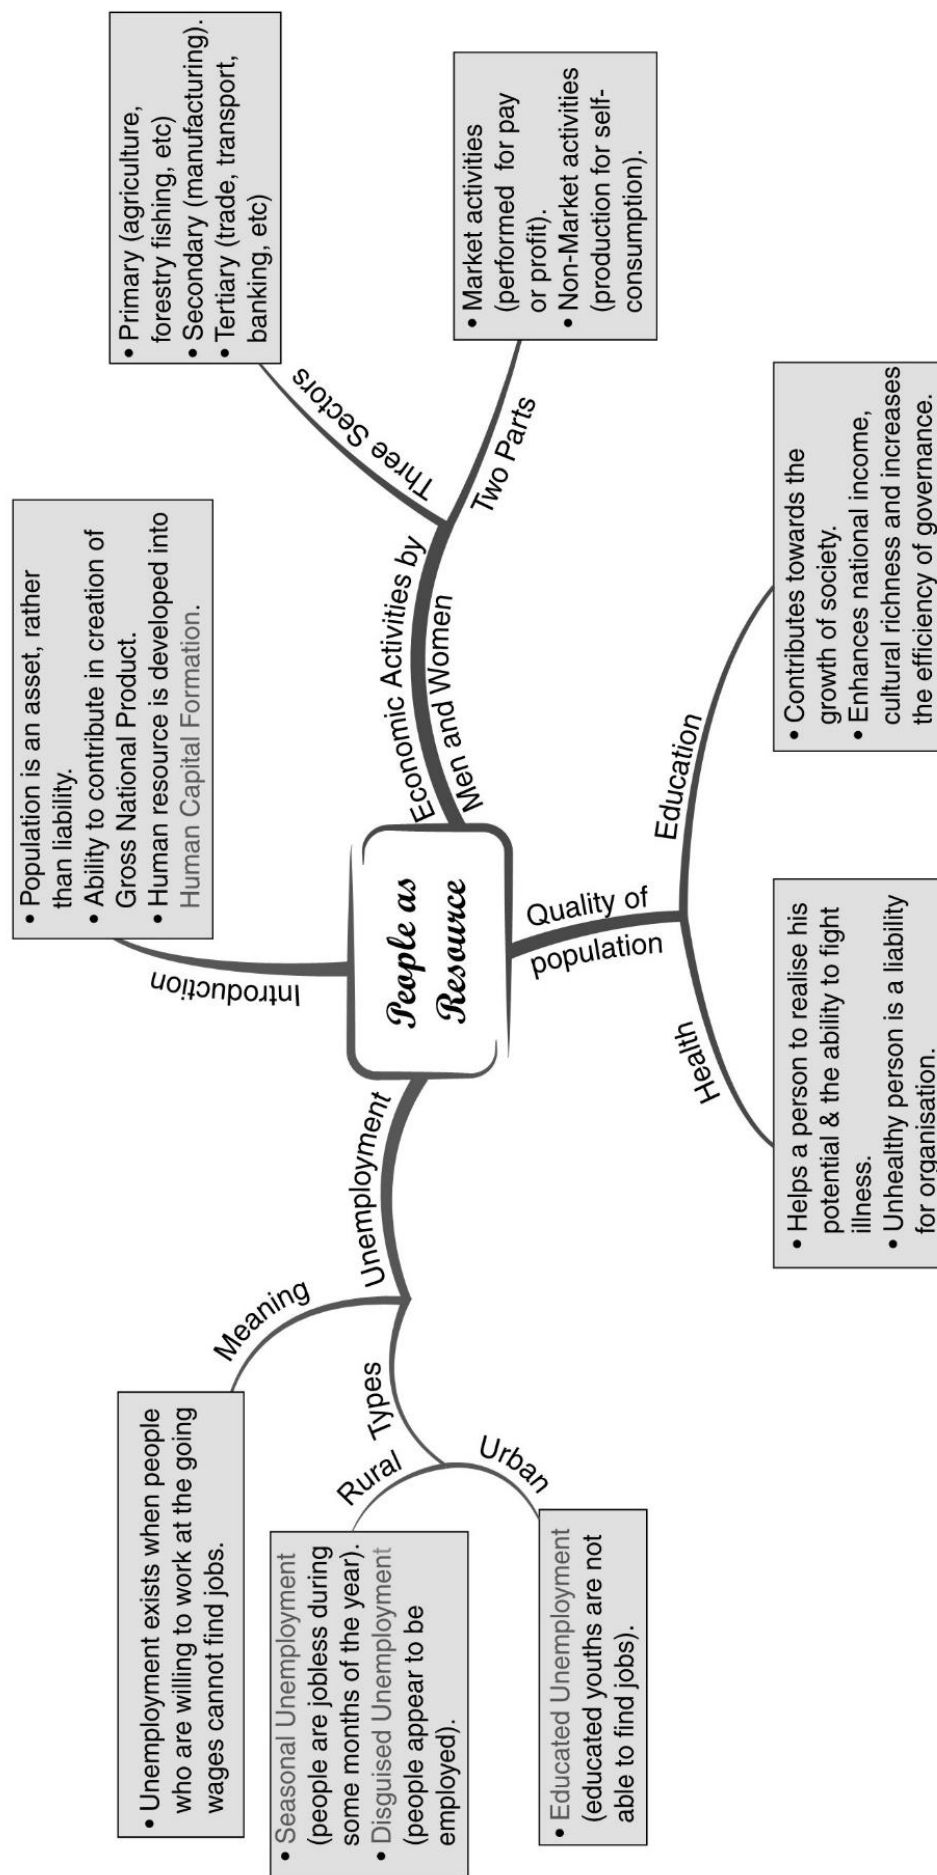 People as
Resource
Introduction
• Population is an asset, rather
than liability.
• Ability to contribute in creation of
Gross National Product.
• Human resource is developed into
Human Capital Formation.
Economic Activities by
Men and Women
Three Sectors
• Primary (agriculture,
forestry fishing, etc)
• Secondary (manufacturing).
• Tertiary (trade, transport,
banking, etc)
Two Parts
• Market activities
(performed for pay
or profit).
• Non-Market activities
(production for self-
consumption).
Quality of
population
Education
• Contributes towards the
growth of society.
• Enhances national income,
cultural richness and increases
the efficiency of governance.
Health
• Helps a person to realise his
potential & the ability to fight
illness.
• Unhealthy person is a liability
for organisation.
Unemployment
Meaning
• Unemployment exists when people
who are willing to work at the going
wages cannot find jobs.
Types
Rural
• Seasonal Unemployment
(people are jobless during
some months of the year).
• Disguised Unemployment
(people appear to be
employed).
Urban
• Educated Unemployment
(educated youths are not
able to find jobs).